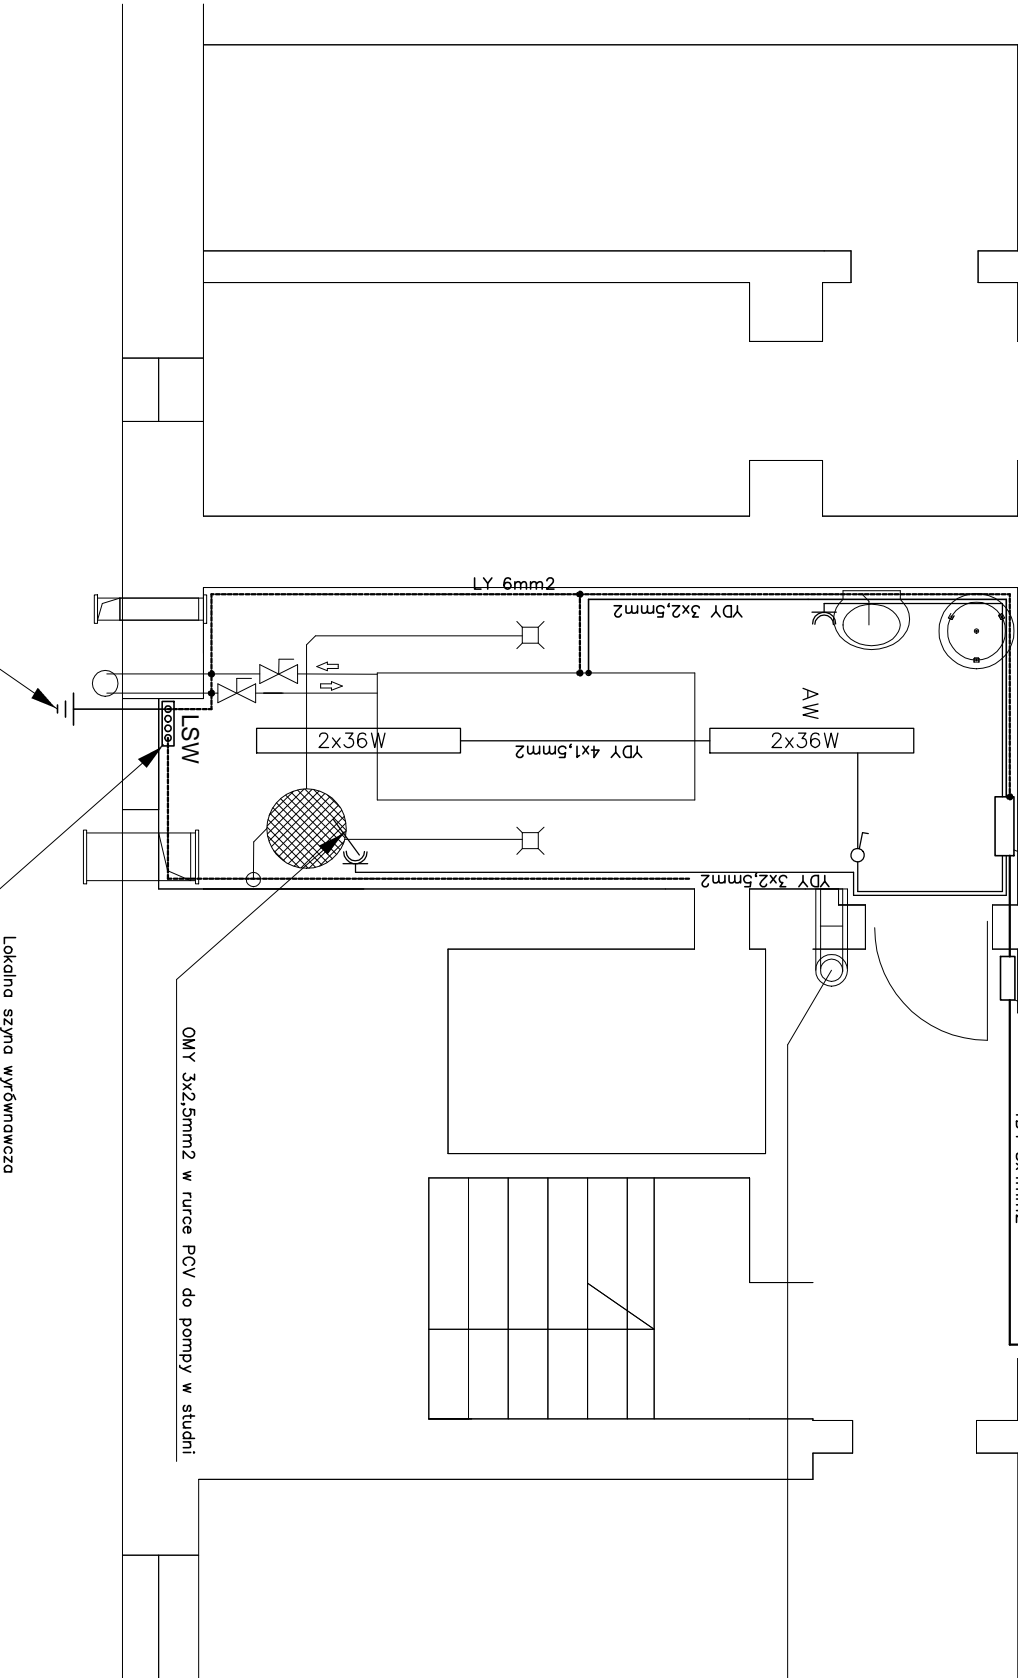 LY 6mm2
YDY 3x2,5mm2
AW
LSW
2x36W
YDY 4x1,5mm2
2x36W
YDY 3x2,5mm2
Lokalna szyna wyrównawcza
OMY 3x2,5mm2 w rurce PCV do pompy w studni